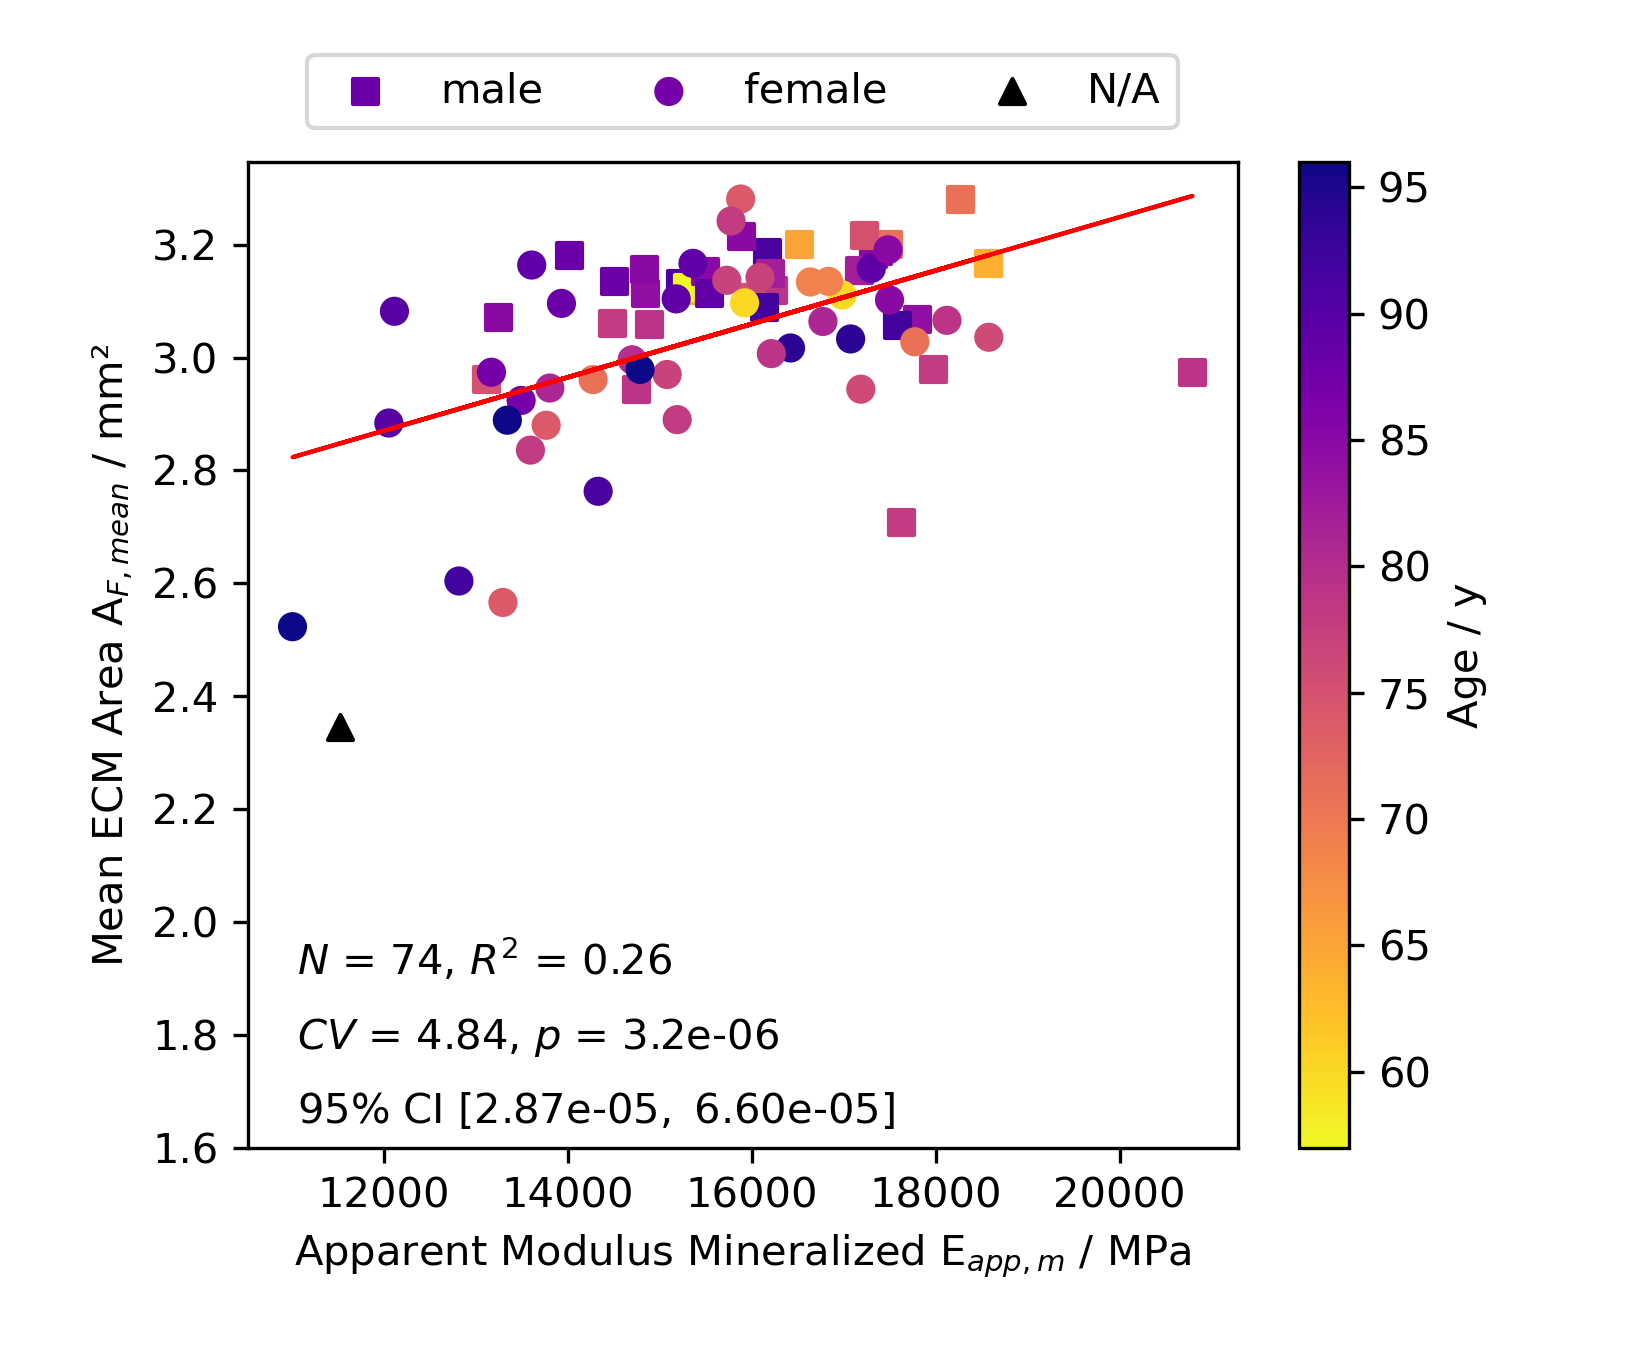 male female N/A
3.2
3.0
2.8
2.6
2.4
2.2
2.0
1.8
1.6
Mean ECM Area A_{F,mean} / mm²
N = 74, R² = 0.26
CV = 4.84, p = 3.2e-06
95% CI [2.87e-05, 6.60e-05]
12000 14000 16000 18000 20000
Apparent Modulus Mineralized E_{app,m} / MPa
95
90
85
80
75
70
65
60
Age / y